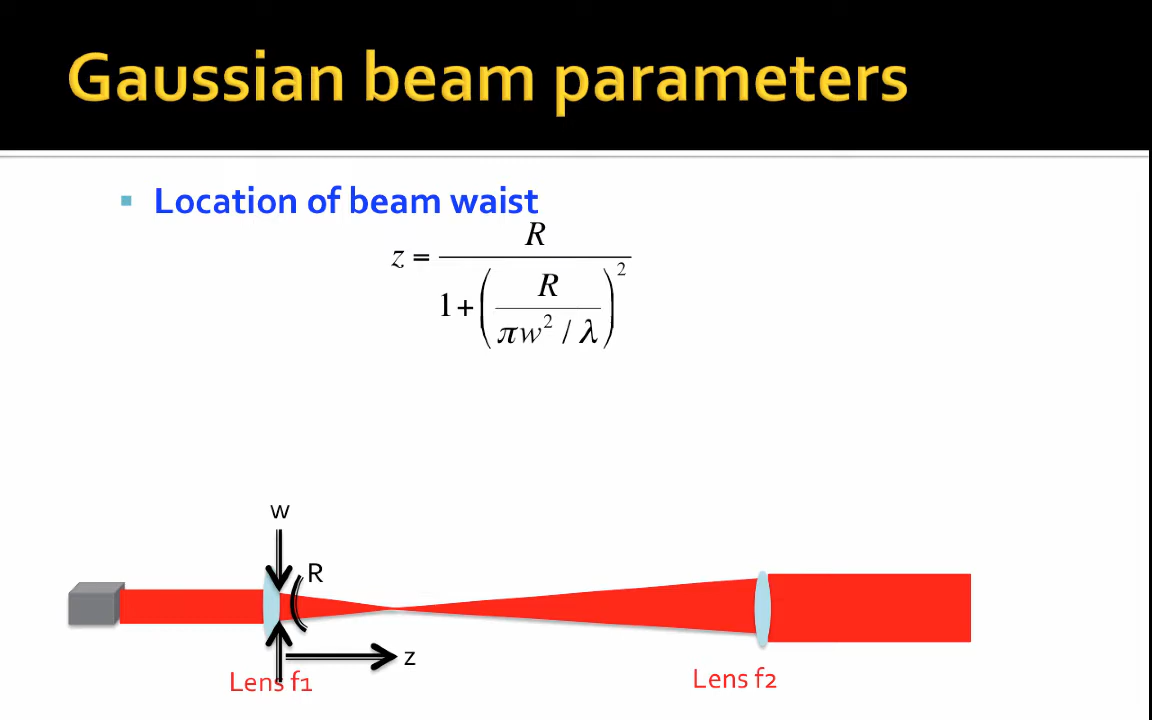 Gaussian beam parameters
Location of beam waist
z = R / (1 + (R / (πw² / λ))²)
w
R
z
Lens f1
Lens f2